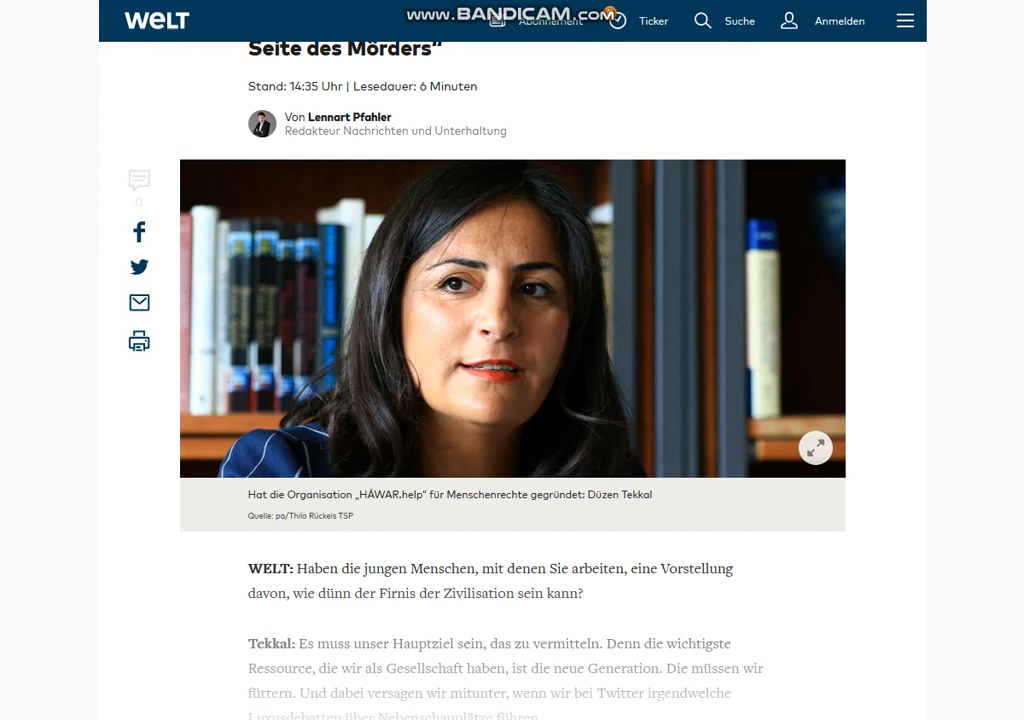 WELT
www.BANDICAM.com
Abonnement
Ticker
Suche
Anmelden
Seite des Mörders“
Stand: 14:35 Uhr | Lesedauer: 6 Minuten
Von Lennart Pfahler
Redakteur Nachrichten und Unterhaltung
0
Hat die Organisation „HÁWAR.help“ für Menschenrechte gegründet: Düzen Tekkal
Quelle: pa/Thilo Rückeis TSP
WELT: Haben die jungen Menschen, mit denen Sie arbeiten, eine Vorstellung
davon, wie dünn der Firnis der Zivilisation sein kann?
Tekkal: Es muss unser Hauptziel sein, das zu vermitteln. Denn die wichtigste
Ressource, die wir als Gesellschaft haben, ist die neue Generation. Die müssen wir
füttern. Und dabei versagen wir mitunter, wenn wir bei Twitter irgendwelche
Luxusdebatten über Nebenschauplätze führen.